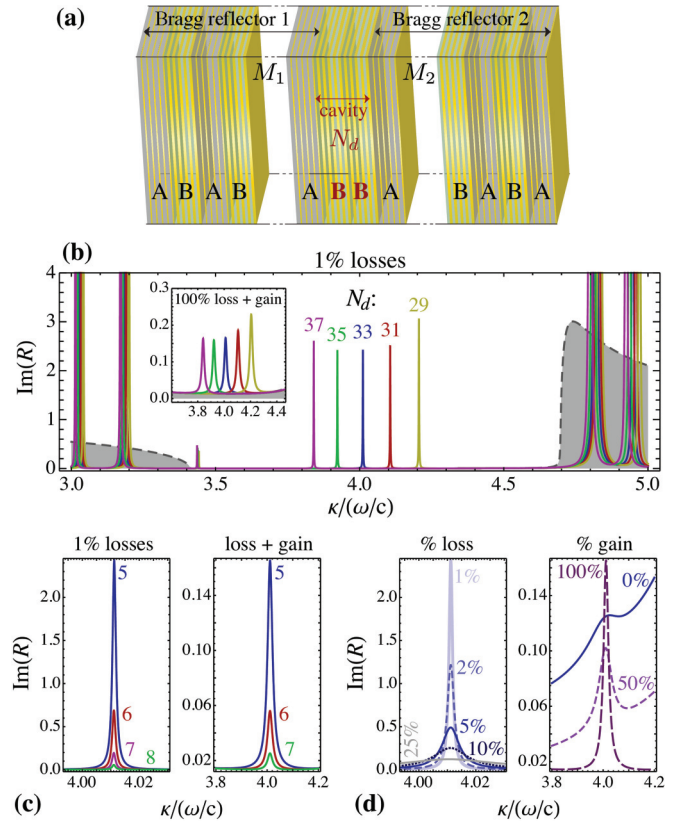 (a)
Bragg reflector 1
Bragg reflector 2
M1
M2
cavity
Nd
A B A B
A B B A
B A B A
(b)
1% losses
Im(R)
4
3
2
1
0
100% loss + gain
0.3
0.2
0.1
0.0
3.8 4.0 4.2 4.4
Nd:
37 35 33 31 29
3.0 3.5 4.0 4.5 5.0
κ/(ω/c)
1% losses
loss + gain
% loss
% gain
Im(R)
2.0
1.5
1.0
0.5
0.0
5
6
7
8
4.00 4.02
0.14
0.10
0.06
0.02
5
6
7
3.8 4.0 4.2
κ/(ω/c)
(c)
Im(R)
2.0
1.5
1.0
0.5
0.0
1%
2%
5%
10%
25%
4.00 4.02
0.14
0.10
0.06
0.02
100%
0%
50%
3.8 4.0 4.2
κ/(ω/c)
(d)